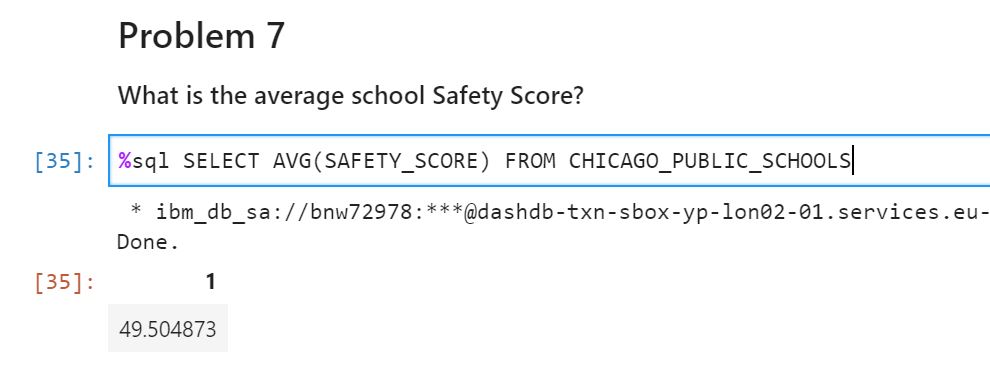 Problem 7
What is the average school Safety Score?
[35]: %sql SELECT AVG(SAFETY_SCORE) FROM CHICAGO_PUBLIC_SCHOOLS
* ibm_db_sa://bnw72978:***@dashdb-txn-sbox-yp-lon02-01.services.eu-
Done.
[35]: 1
49.504873